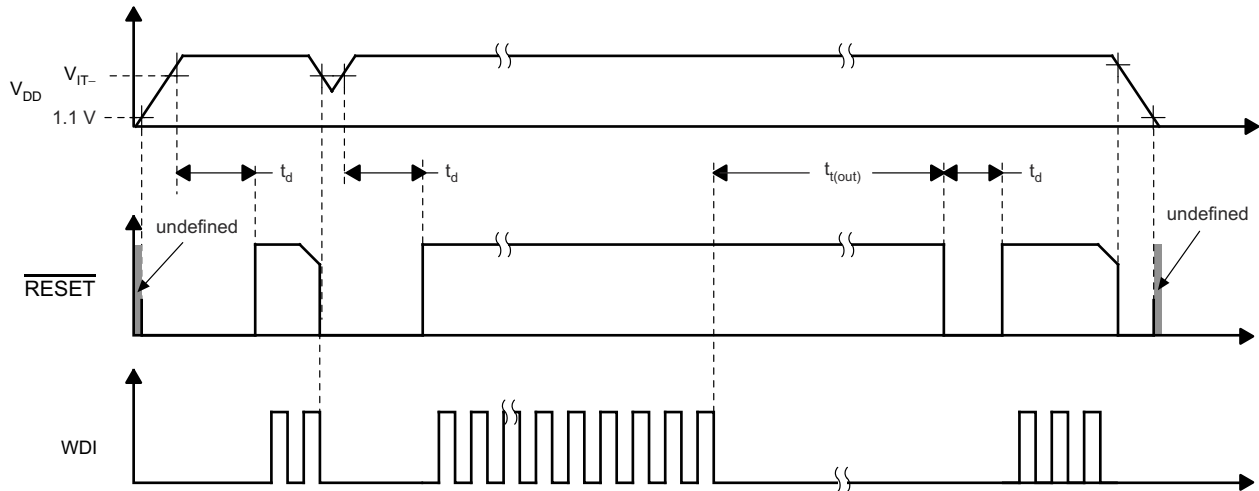 V_IT–
V_DD
1.1 V
t_d
t_d
t_t(out)
t_d
undefined
undefined
RESET
WDI